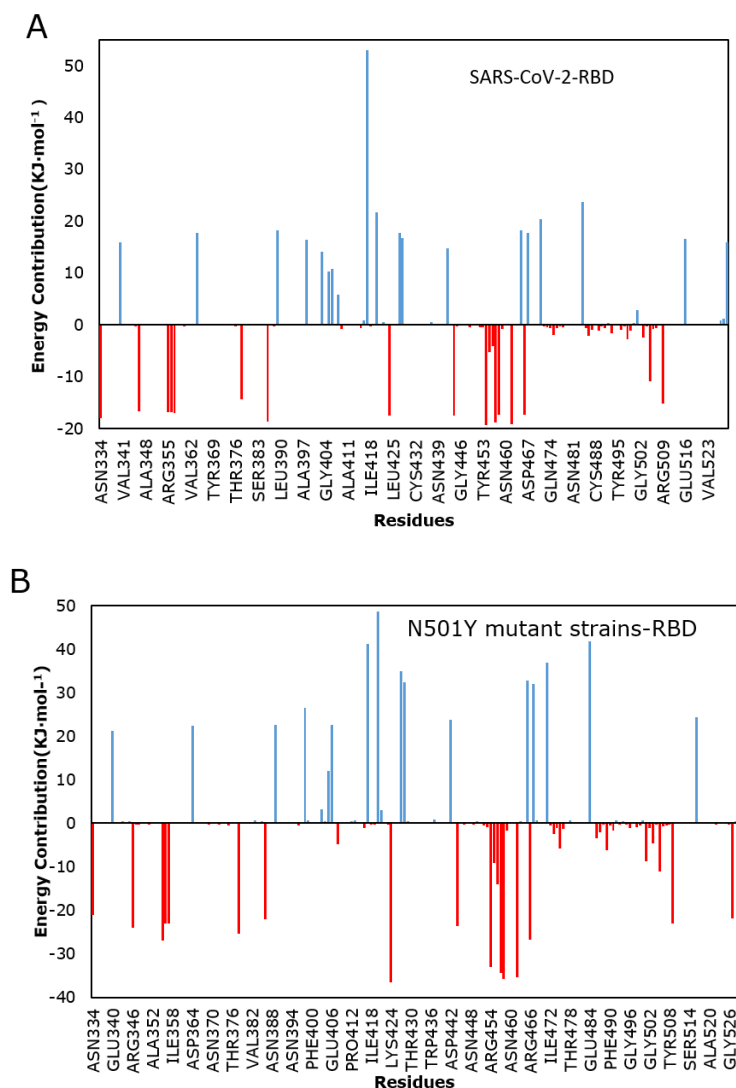 A
SARS-CoV-2-RBD
Energy Contribution(KJ·mol⁻¹)
50
40
30
20
10
0
-10
-20
ASN334
VAL341
ALA348
ARG355
VAL362
TYR369
THR376
SER383
LEU390
ALA397
GLY404
ALA411
ILE418
LEU425
CYS432
ASN439
GLY446
TYR453
ASN460
ASP467
GLN474
ASN481
CYS488
TYR495
GLY502
ARG509
GLU516
VAL523
Residues
B
N501Y mutant strains-RBD
Energy Contribution(KJ·mol-¹)
50
40
30
20
10
0
-10
-20
-30
-40
ASN334
GLU340
ARG346
ALA352
ILE358
ASP364
ASN370
THR376
VAL382
ASN388
ASN394
PHE400
GLU406
PRO412
ILE418
LYS424
THR430
TRP436
ASP442
ASN448
ARG454
ASN460
ARG466
ILE472
THR478
GLU484
PHE490
GLY496
GLY502
TYR508
SER514
ALA520
GLY526
Residues